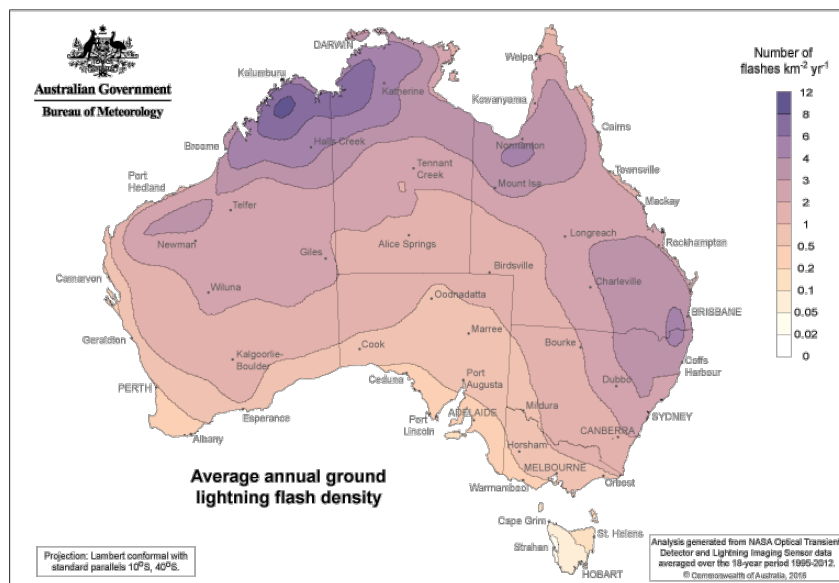 Australian Government
Bureau of Meteorology
Number of
flashes km-2 yr-1
12
8
6
4
3
2
1
0.5
0.2
0.1
0.05
0.02
0
DARWIN
Kalumburu
Katherine
Weipa
Kowanyama
Cairns
Broome
Halls Creek
Normanton
Townsville
Port
Hedland
Tennant
Creek
Mount Isa
Mackay
Telfer
Newman
Giles
Alice Springs
Longreach
Rockhampton
Birdsville
Carnarvon
Wiluna
Oodnadatta
Charleville
BRISBANE
Geraldton
Kalgoorlie-
Boulder
Cook
Marree
Bourke
Coffs
Harbour
PERTH
Esperance
Albany
Ceduna
Port
Augusta
Port
Lincoln
ADELAIDE
Mildura
Dubbo
SYDNEY
CANBERRA
Horsham
MELBOURNE
Warrnambool
Orbost
Average annual ground
lightning flash density
Cape Grim
St. Helens
Strahan
HOBART
Projection: Lambert conformal with
standard parallels 10°S, 40°S.
Analysis generated from NASA Optical Transient
Detector and Lightning Imaging Sensor data
averaged over the 18-year period 1995-2012.